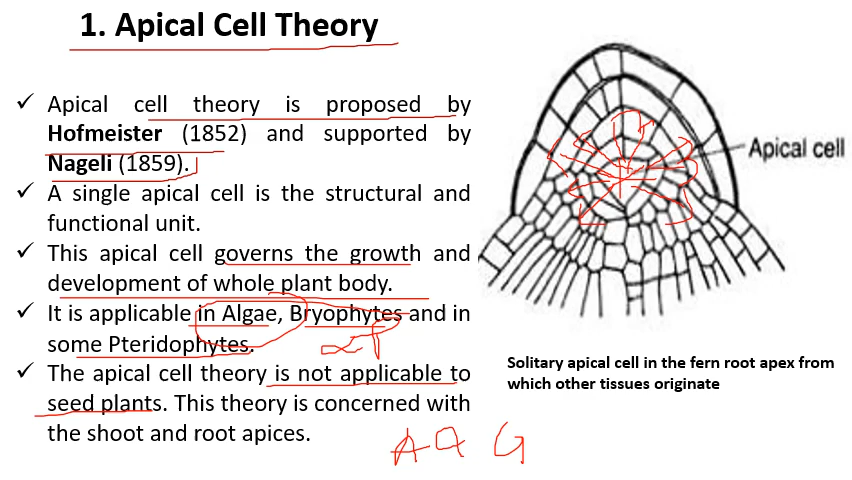 1. Apical Cell Theory
✓ Apical cell theory is proposed by
Hofmeister (1852) and supported by
Nageli (1859).
✓ A single apical cell is the structural and
functional unit.
✓ This apical cell governs the growth and
development of whole plant body.
✓ It is applicable in Algae, Bryophytes and in
some Pteridophytes.
✓ The apical cell theory is not applicable to
seed plants. This theory is concerned with
the shoot and root apices.
Apical cell
Solitary apical cell in the fern root apex from
which other tissues originate